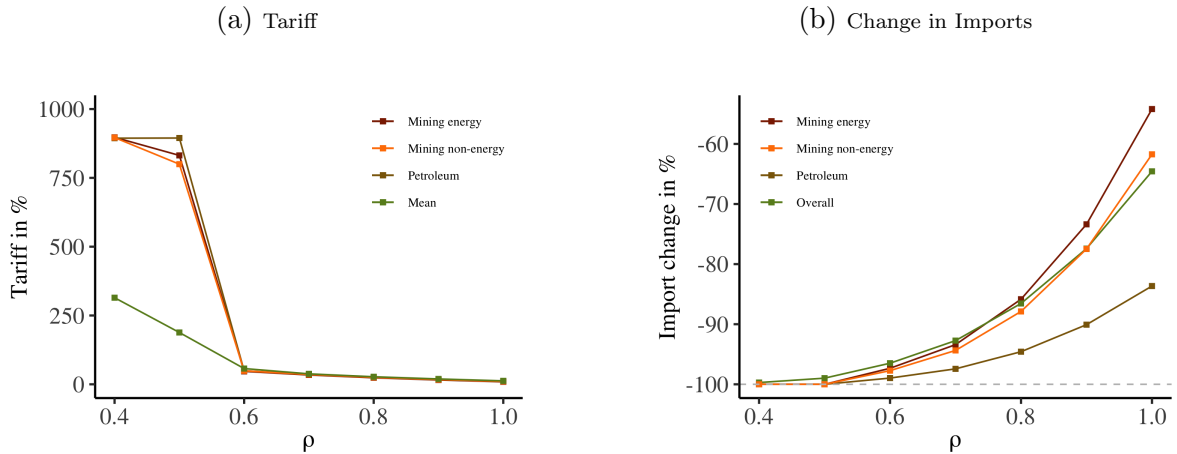 (a) Tariff
Tariff in %
1000
750
500
250
0
0.4 0.6 0.8 1.0
ρ
Mining energy
Mining non-energy
Petroleum
Mean
(b) Change in Imports
Import change in %
-60
-70
-80
-90
-100
0.4 0.6 0.8 1.0
ρ
Mining energy
Mining non-energy
Petroleum
Overall